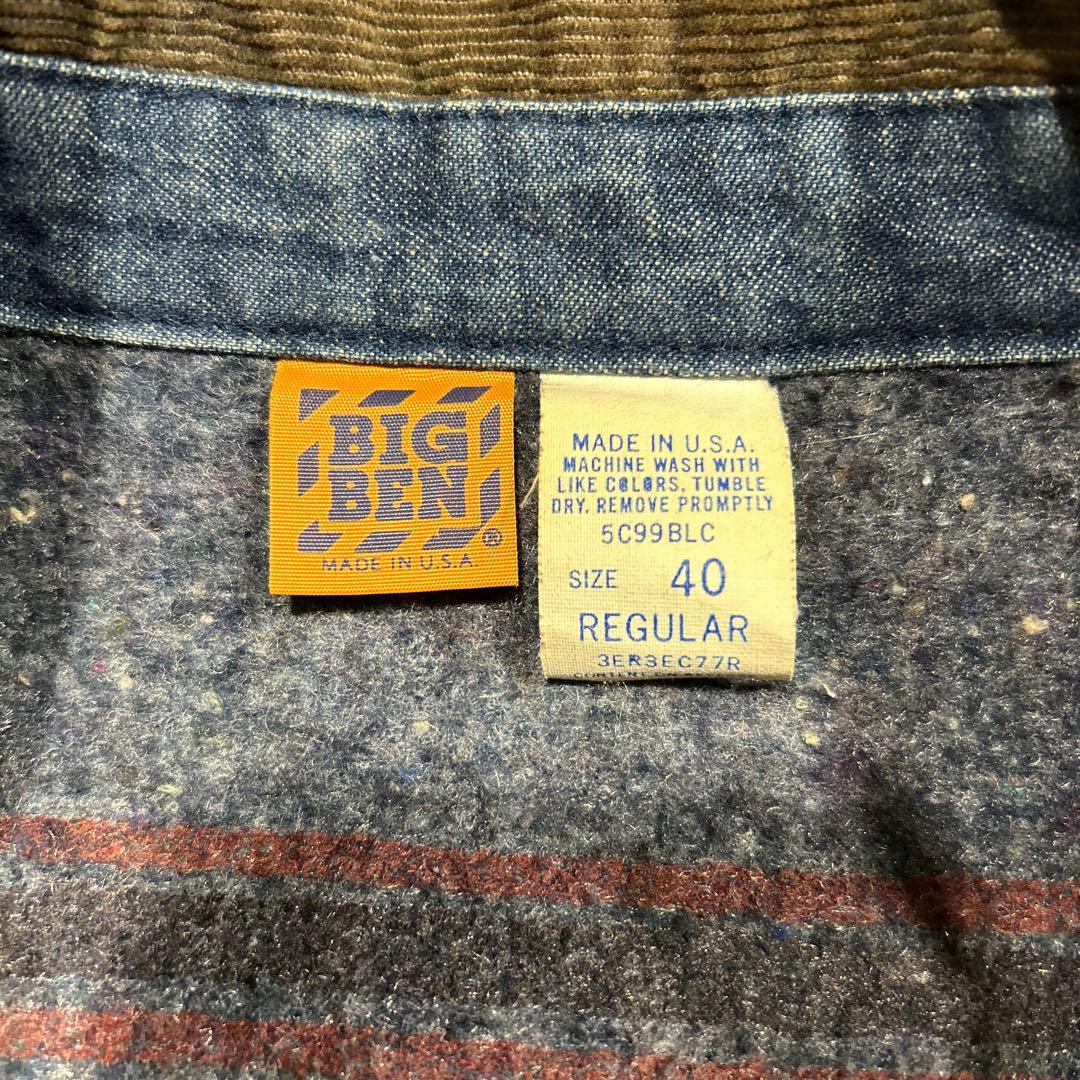 BIG
BEN
®
MADE IN U.S.A.
MADE IN U.S.A.
MACHINE WASH WITH
LIKE COLORS, TUMBLE
DRY, REMOVE PROMPTLY
5C99BLC
SIZE 40
REGULAR
3ER3EC77R
CONTENT